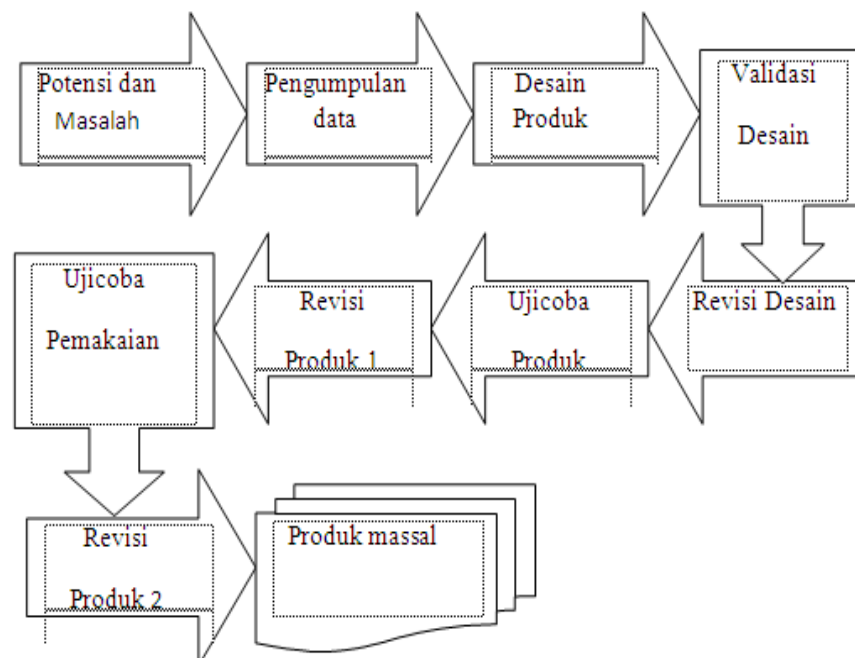 Potensi dan
Masalah
Pengumpulan
data
Desain
Produk
Validasi
Desain
Revisi Desain
Ujicoba
Produk
Revisi
Produk 1
Ujicoba
Pemakaian
Revisi
Produk 2
Produk massal